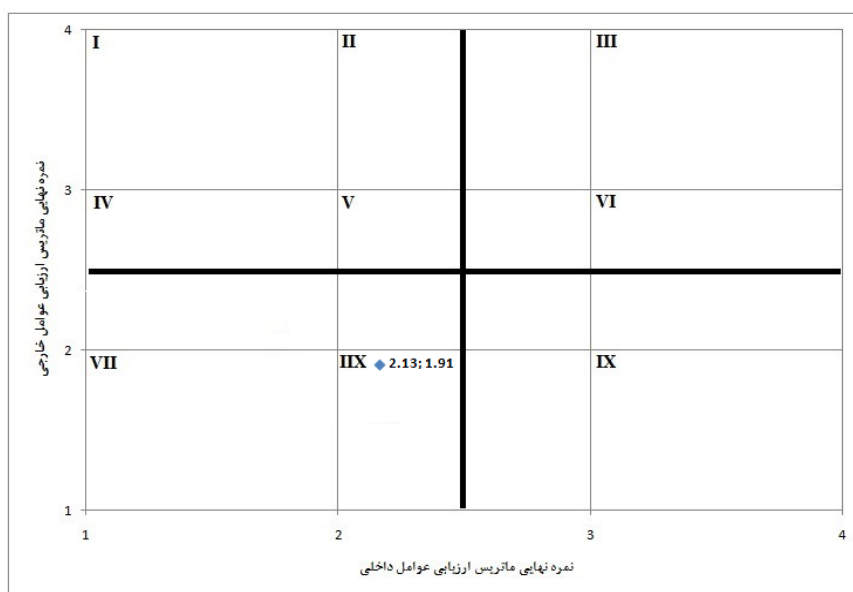 4
I
II
III
3
IV
V
VI
2
VII
IIX
2.13; 1.91
IX
1
1
2
3
4
نمره نهایی ماتریس ارزیابی عوامل خارجی
نمره نهایی ماتریس ارزیابی عوامل داخلی